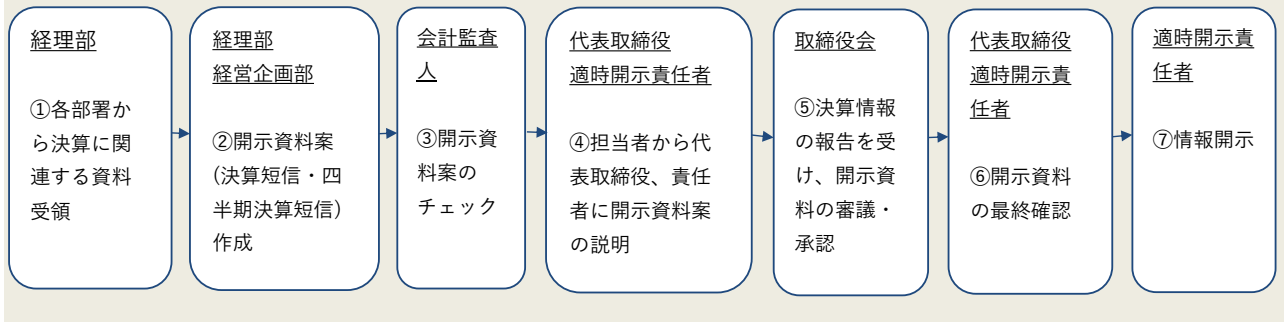 経理部
①各部署か
ら決算に関
連する資料
受領
経理部
経営企画部
②開示資料案
(決算短信・四
半期決算短信)
作成
会計監査
人
③開示資
料案の
チェック
代表取締役
適時開示責任者
④担当者から代
表取締役、責任
者に開示資料案
の説明
取締役会
⑤決算情報
の報告を受
け、開示資
料の審議・
承認
代表取締役
適時開示責
任者
⑥開示資料
の最終確認
適時開示責
任者
⑦情報開示